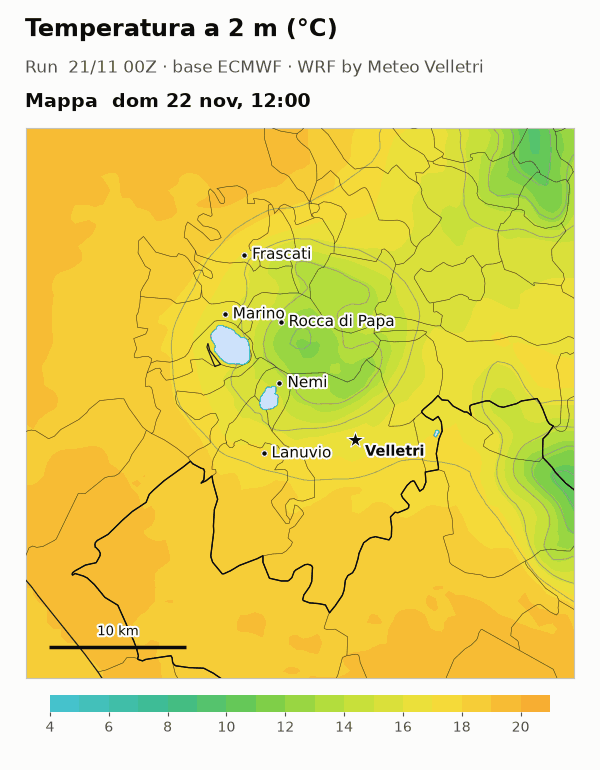 Temperatura a 2 m (°C)
Run 21/11 00Z · base ECMWF · WRF by Meteo Velletri
Mappa dom 22 nov, 12:00
Frascati
Marino
Rocca di Papa
Nemi
Velletri
Lanuvio
10 km
4 6 8 10 12 14 16 18 20